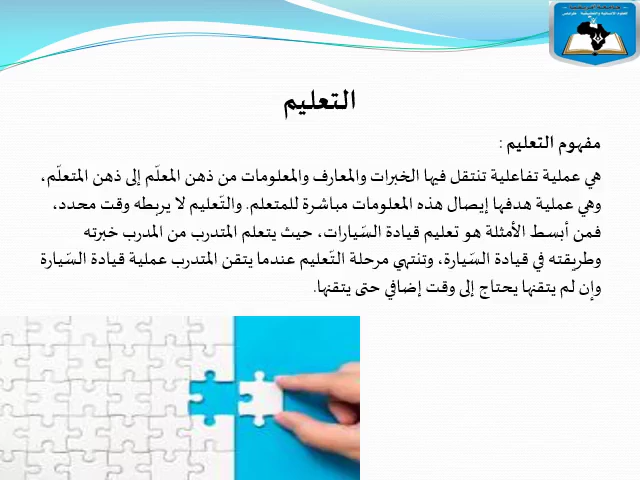 التعليم
مفهوم التعليم :
هي عملية تفاعلية تنتقل فيها الخبرات والمعارف والمعلومات من ذهن المعلّم إلى ذهن المتعلّم،
وهي عملية هدفها إيصال هذه المعلومات مباشرة للمتعلم. والتّعليم لا يربطه وقت محدد،
فمن أبسط الأمثلة هو تعليم قيادة السّيارات، حيث يتعلم المتدرب من المدرب خبرته
وطريقته في قيادة السّيارة، وتنتهي مرحلة التّعليم عندما يتقن المتدرب عملية قيادة السّيارة
وإن لم يتقنها يحتاج إلى وقت إضافي حتى يتقنها.